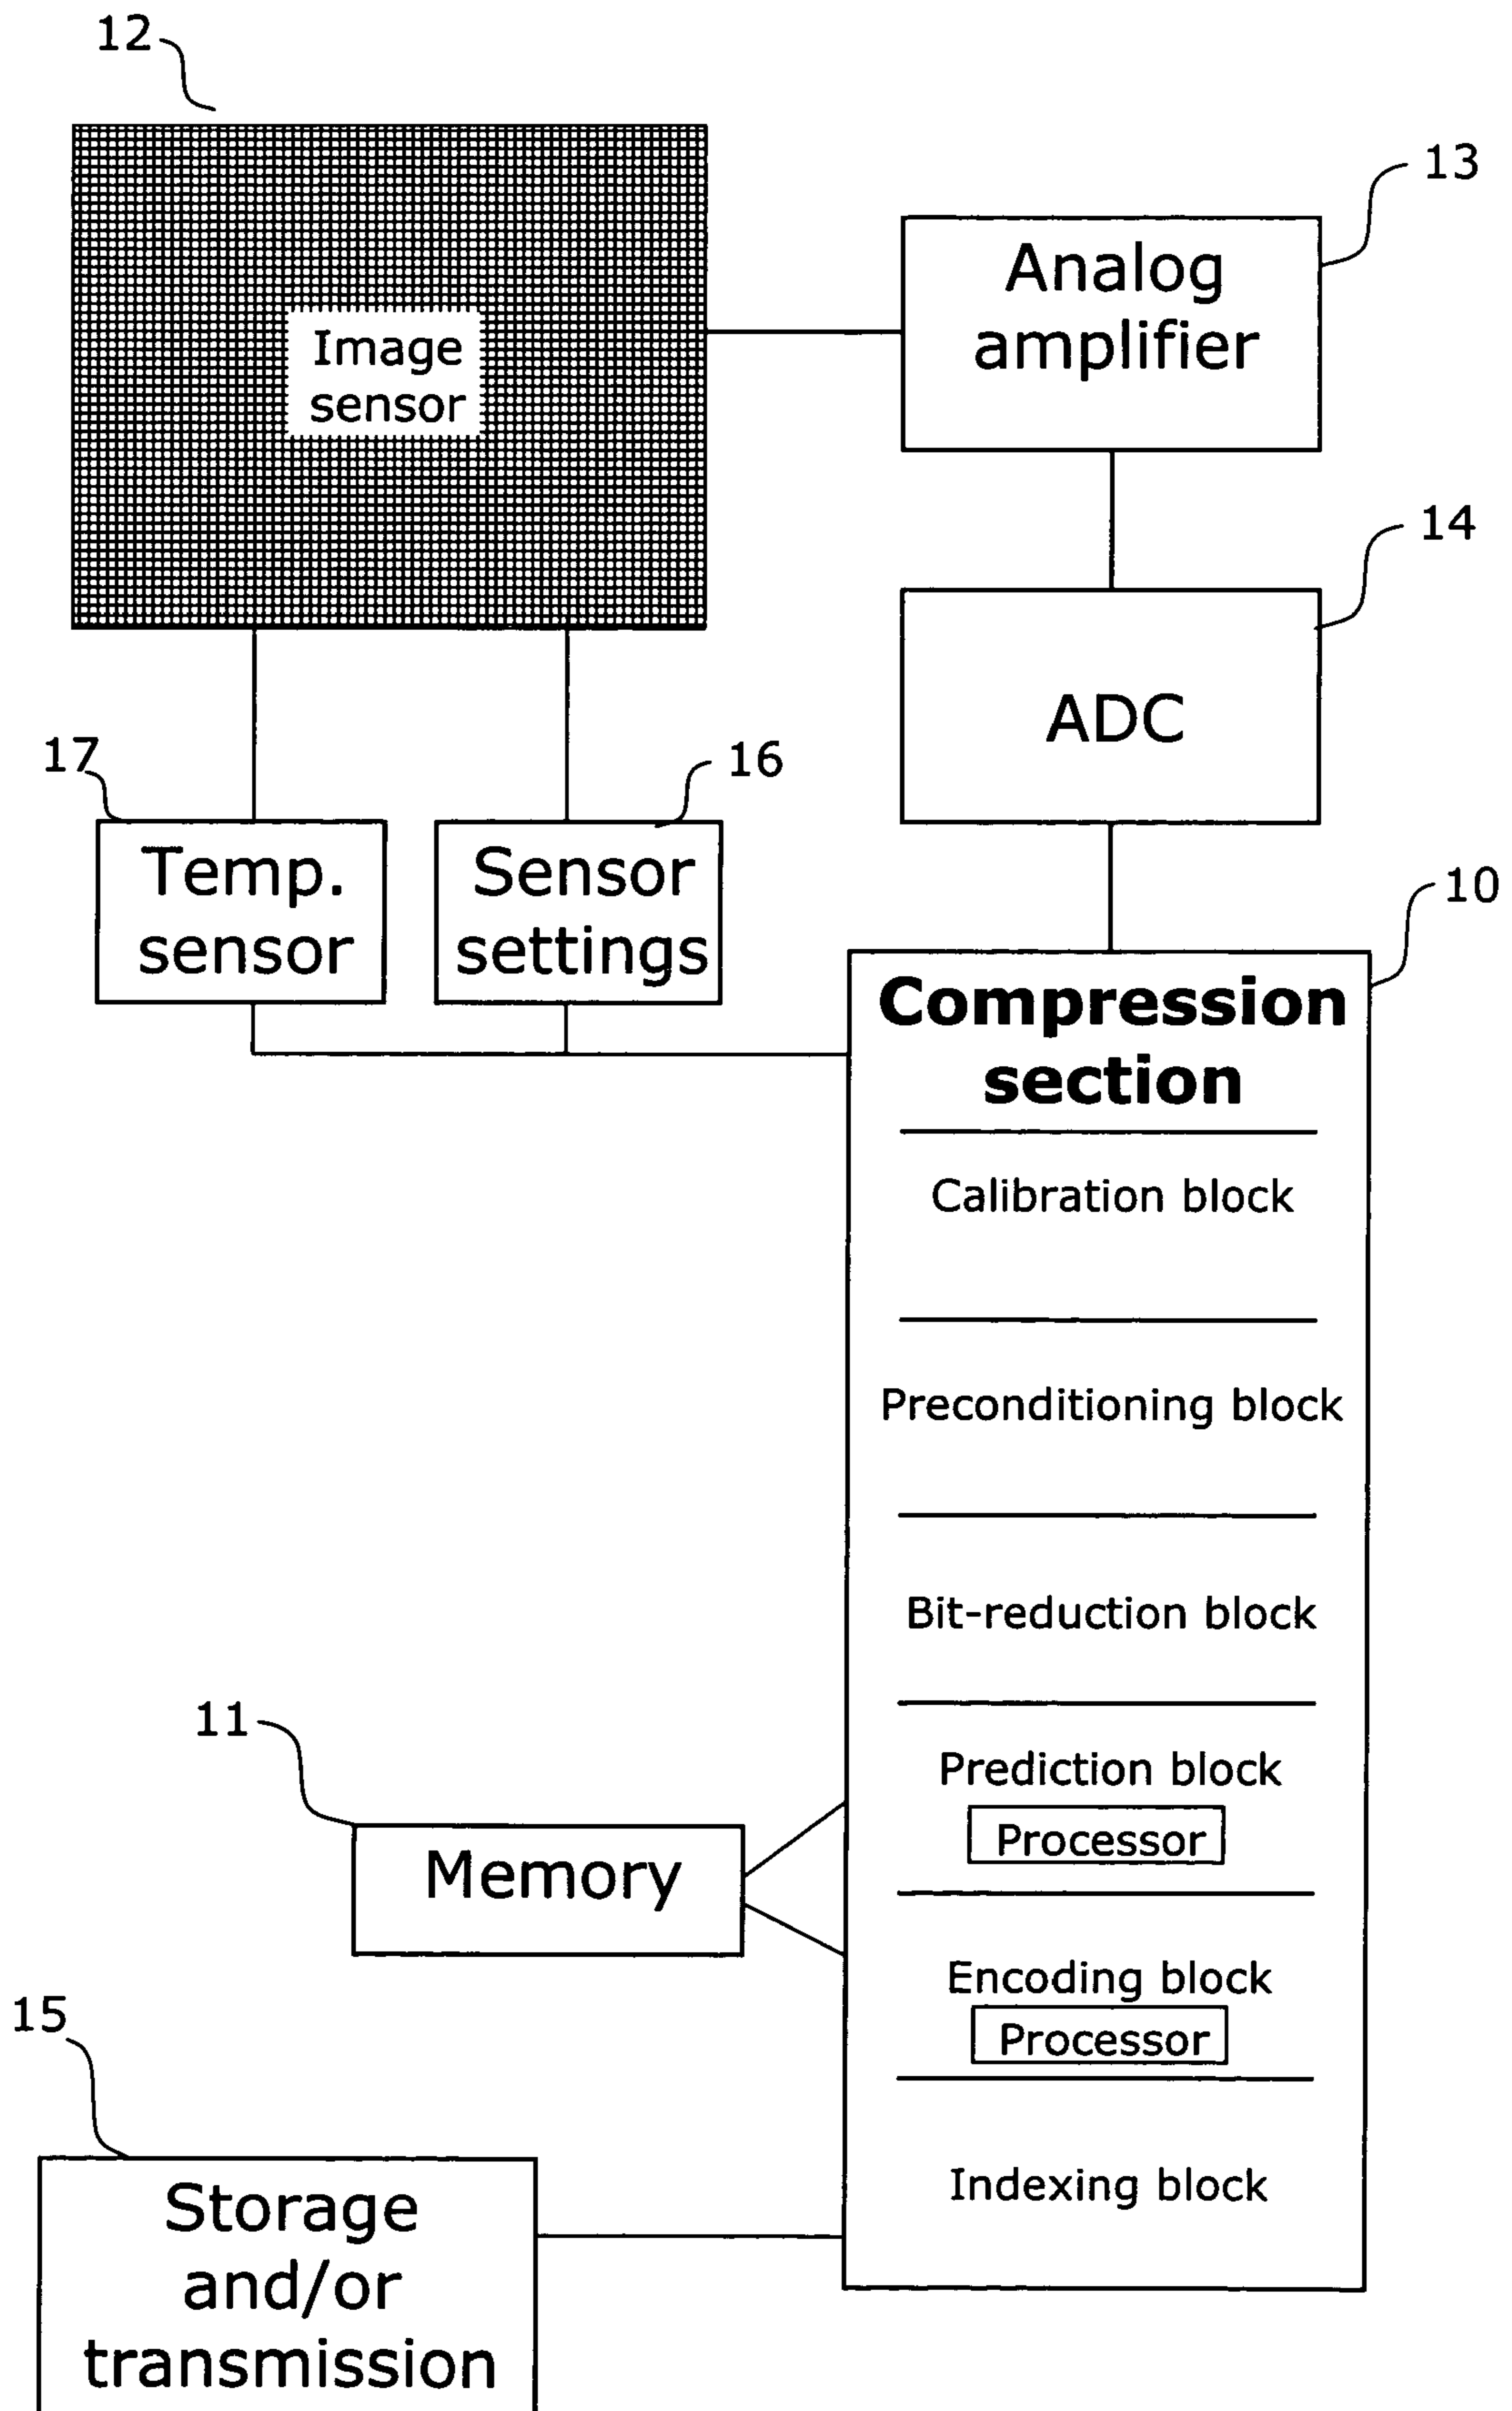 12
13
Image
sensor
Analog
amplifier
14
ADC
17
16
Temp.
sensor
Sensor
settings
10
Compression
section
Calibration block
Preconditioning block
Bit-reduction block
11
Prediction block
Processor
Memory
Encoding block
Processor
15
Indexing block
Storage
and/or
transmission